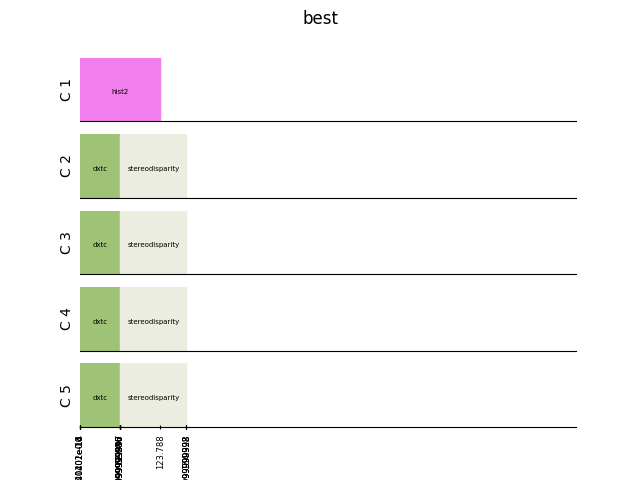 best
C 1
hist2
C 2
dxtc
stereodisparity
C 3
dxtc
stereodisparity
C 4
dxtc
stereodisparity
C 5
dxtc
stereodisparity
123.788